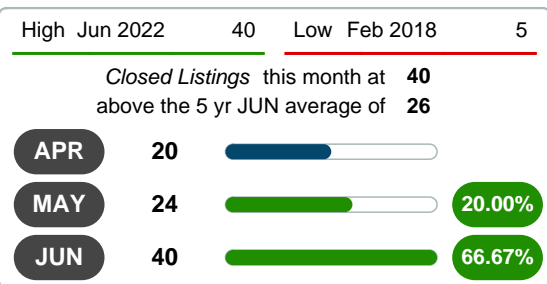 High Jun 2022 40 Low Feb 2018 5
Closed Listings this month at 40
above the 5 yr JUN average of 26
APR 20
MAY 24 20.00%
JUN 40 66.67%